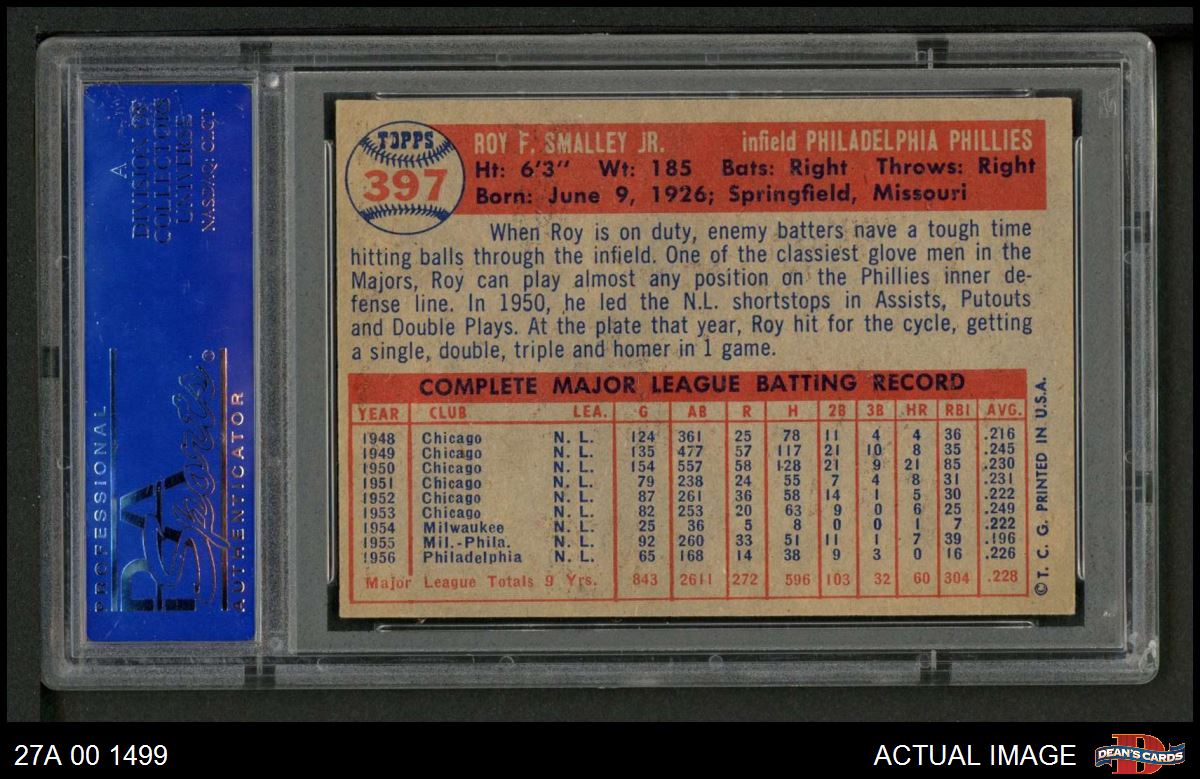 A
DIVISION OF
COLLECTORS
UNIVERSE
NASDAQ: CLCT
PROFESSIONAL
PSA
Sports
AUTHENTICATOR
TOPPS
397
ROY F. SMALLEY JR. infield PHILADELPHIA PHILLIES
Ht: 6'3" Wt: 185 Bats: Right Throws: Right
Born: June 9, 1926; Springfield, Missouri
When Roy is on duty, enemy batters have a tough time
hitting balls through the infield. One of the classiest glove men in the
Majors, Roy can play almost any position on the Phillies inner de-
fense line. In 1950, he led the N.L. shortstops in Assists, Putouts
and Double Plays. At the plate that year, Roy hit for the cycle, getting
a single, double, triple and homer in 1 game.
COMPLETE MAJOR LEAGUE BATTING RECORD
YEAR CLUB LEA. G AB R H 2B 3B HR RBI AVG.
1948 Chicago N. L. 124 361 25 78 11 4 4 36 .216
1949 Chicago N. L. 135 477 57 117 21 10 8 35 .245
1950 Chicago N. L. 154 557 58 128 21 9 21 85 .230
1951 Chicago N. L. 79 238 24 55 7 4 8 31 .231
1952 Chicago N. L. 87 261 36 58 14 1 5 30 .222
1953 Chicago N. L. 82 253 20 63 9 0 6 25 .249
1954 Milwaukee N. L. 25 36 5 8 0 0 1 7 .222
1955 Mil.-Phila. N. L. 92 260 33 51 11 1 7 39 .196
1956 Philadelphia N. L. 65 168 14 38 9 3 0 16 .226
Major League Totals 9 Yrs. 843 2611 272 596 103 32 60 304 .228
© T. C. G. PRINTED IN U.S.A.
27A 00 1499
ACTUAL IMAGE
DEAN'S CARDS